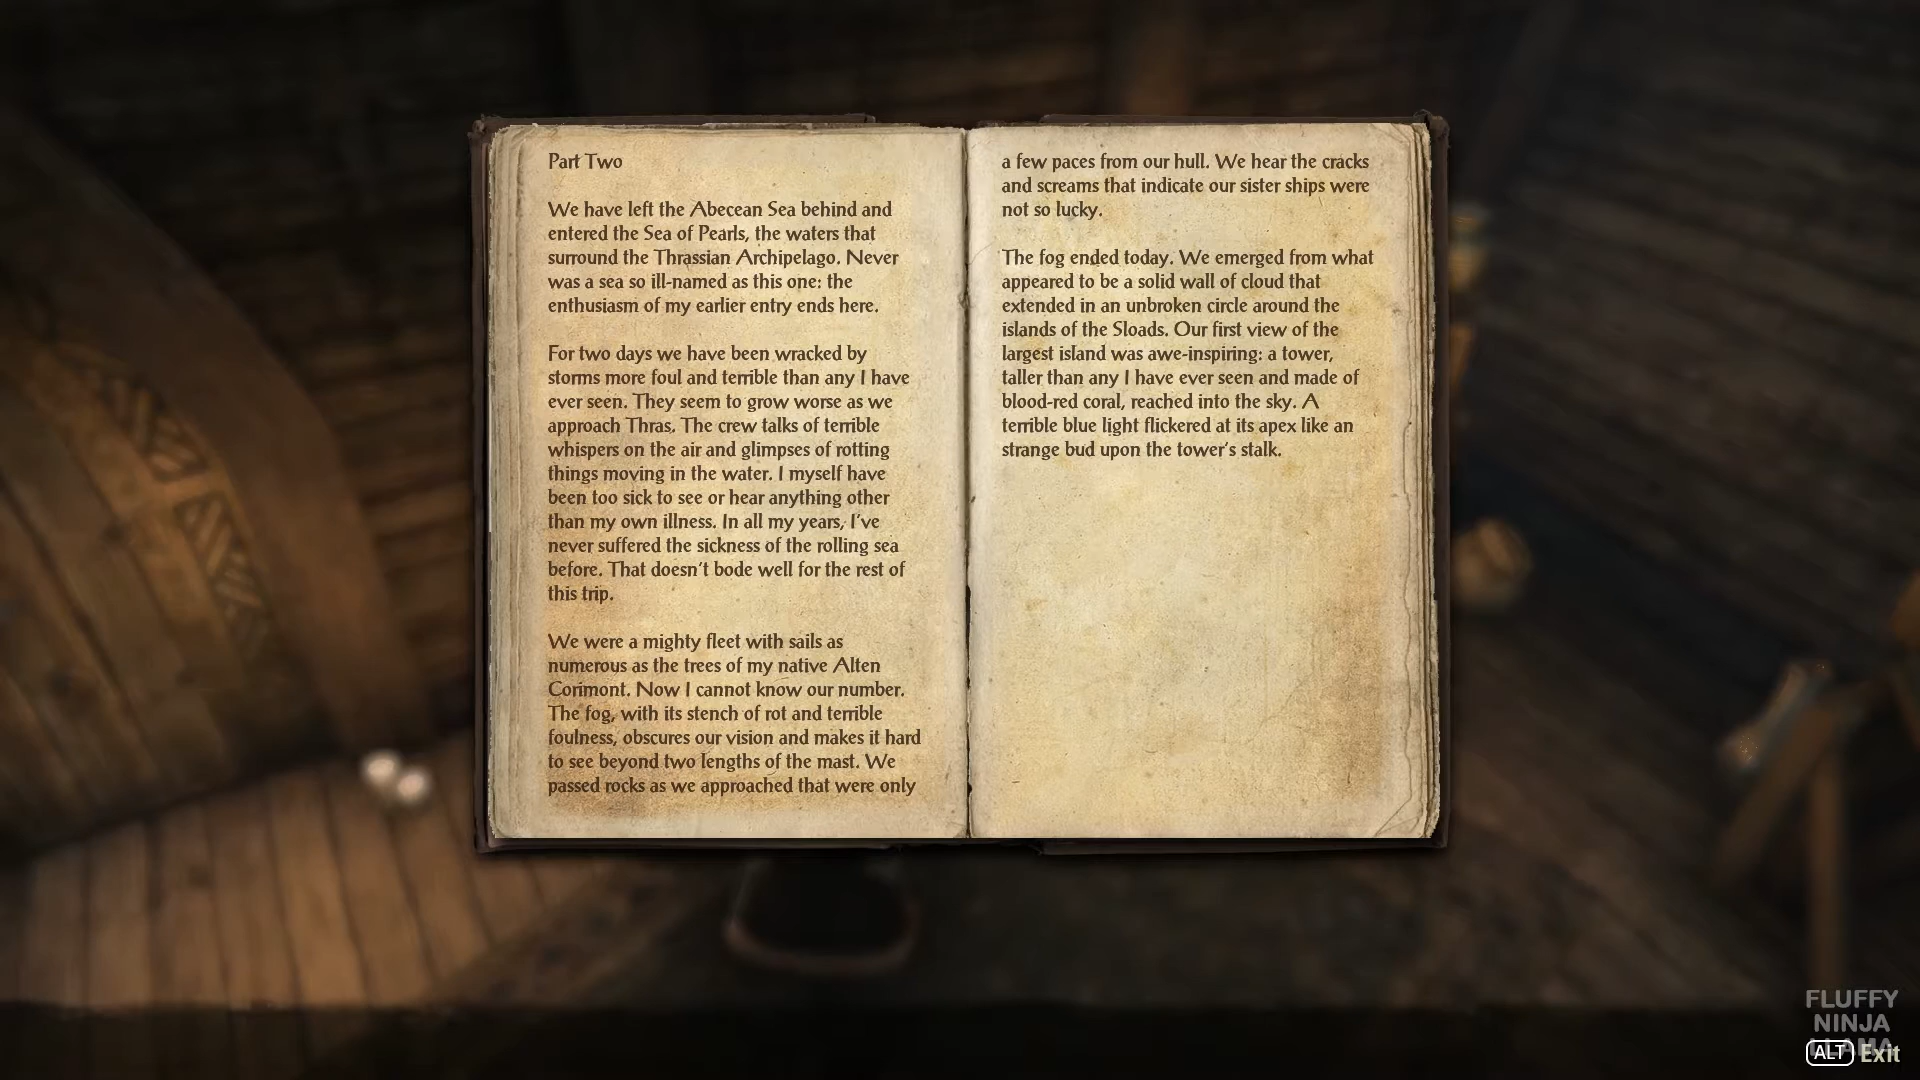 Part Two
We have left the Abecean Sea behind and
entered the Sea of Pearls, the waters that
surround the Thrassian Archipelago. Never
was a sea so ill-named as this one: the
enthusiasm of my earlier entry ends here.
For two days we have been wracked by
storms more foul and terrible than any I have
ever seen. They seem to grow worse as we
approach Thras. The crew talks of terrible
whispers on the air and glimpses of rotting
things moving in the water. I myself have
been too sick to see or hear anything other
than my own illness. In all my years, I've
never suffered the sickness of the rolling sea
before. That doesn't bode well for the rest of
this trip.
We were a mighty fleet with sails as
numerous as the trees of my native Alten
Corimont. Now I cannot know our number.
The fog, with its stench of rot and terrible
foulness, obscures our vision and makes it hard
to see beyond two lengths of the mast. We
passed rocks as we approached that were only
a few paces from our hull. We hear the cracks
and screams that indicate our sister ships were
not so lucky.
The fog ended today. We emerged from what
appeared to be a solid wall of cloud that
extended in an unbroken circle around the
islands of the Sloads. Our first view of the
largest island was awe-inspiring: a tower,
taller than any I have ever seen and made of
blood-red coral, reached into the sky. A
terrible blue light flickered at its apex like an
strange bud upon the tower's stalk.
FLUFFY
NINJA
LLAMA
ALT Exit